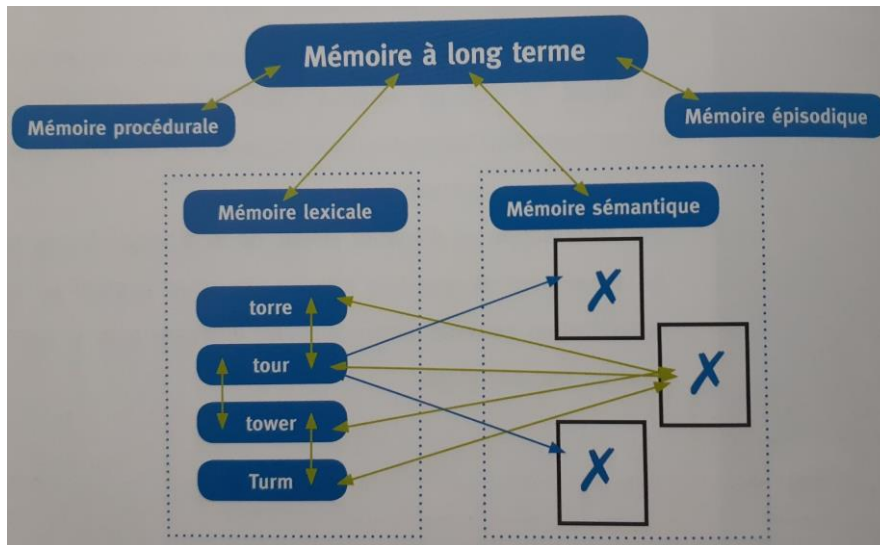 Mémoire à long terme
Mémoire procédurale
Mémoire épisodique
Mémoire lexicale
Mémoire sémantique
torre
tour
tower
Turm